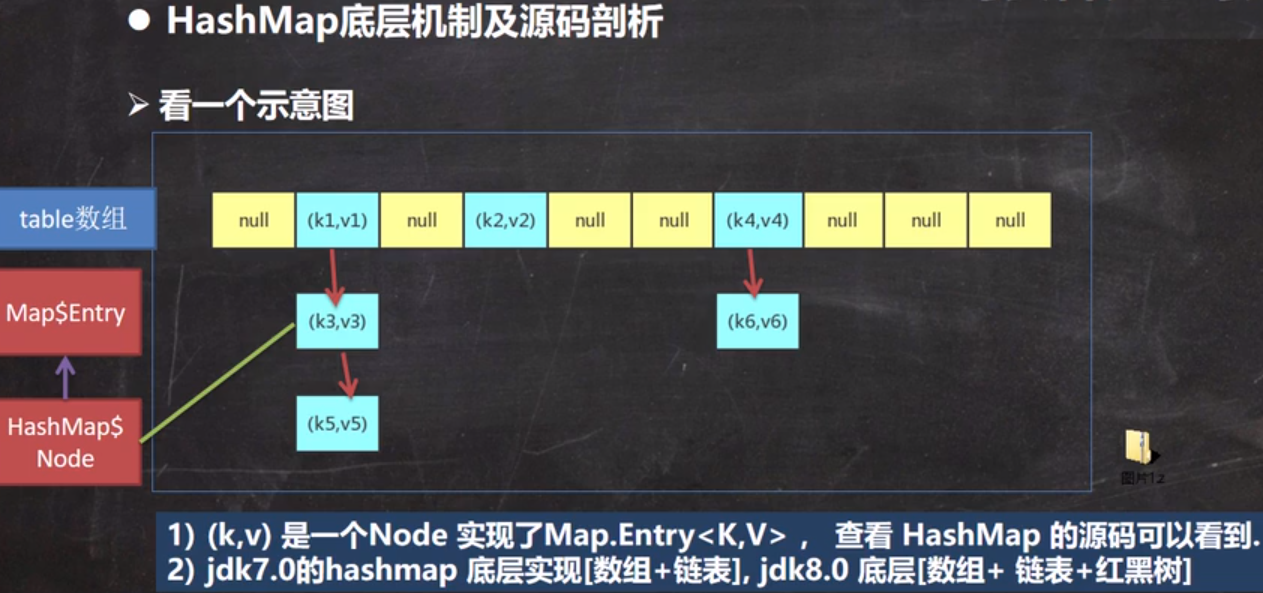 ● HashMap底层机制及源码剖析
➢ 看一个示意图
table数组
null (k1,v1) null (k2,v2) null null (k4,v4) null null null
Map$Entry
(k3,v3) (k6,v6)
HashMap$
Node
(k5,v5)
图片1.z
1) (k,v) 是一个Node 实现了Map.Entry<K,V> ， 查看 HashMap 的源码可以看到.
2) jdk7.0的hashmap 底层实现[数组+链表], jdk8.0 底层[数组+ 链表+红黑树]